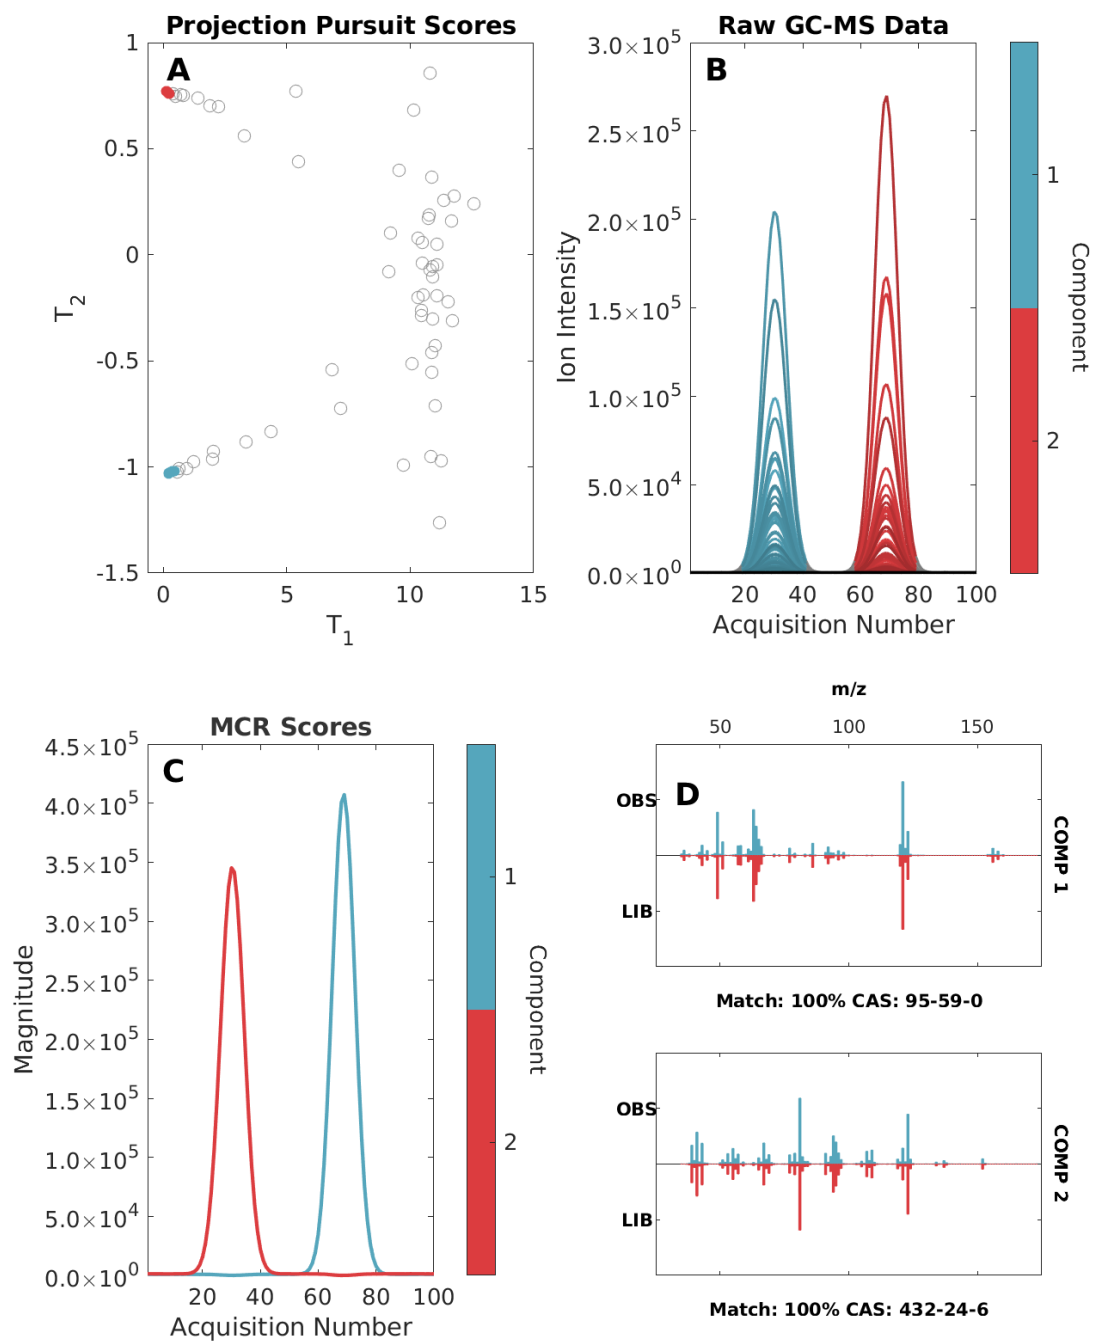 Projection Pursuit Scores
A
1
0.5
0
-0.5
-1
-1.5
T2
0 5 10 15
T1
Raw GC-MS Data
B
3.0×10^5
2.5×10^5
2.0×10^5
1.5×10^5
1.0×10^5
5.0×10^4
0.0×10^0
Ion Intensity
20 40 60 80 100
Acquisition Number
1
2
Component
MCR Scores
C
4.5×10^5
4.0×10^5
3.5×10^5
3.0×10^5
2.5×10^5
2.0×10^5
1.5×10^5
1.0×10^5
5.0×10^4
0.0×10^0
Magnitude
20 40 60 80 100
Acquisition Number
1
2
Component
m/z
50 100 150
D
OBS
LIB
COMP 1
Match: 100% CAS: 95-59-0
OBS
LIB
COMP 2
Match: 100% CAS: 432-24-6